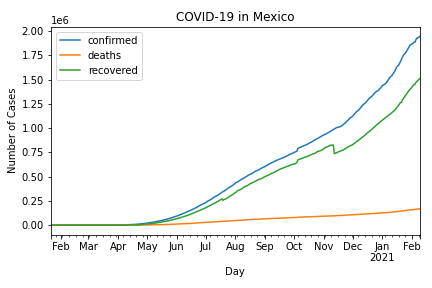 COVID-19 in Mexico
1e6
confirmed
deaths
recovered
2.00
1.75
1.50
1.25
1.00
0.75
0.50
0.25
0.00
Number of Cases
Feb Mar Apr May Jun Jul Aug Sep Oct Nov Dec Jan Feb
2021
Day